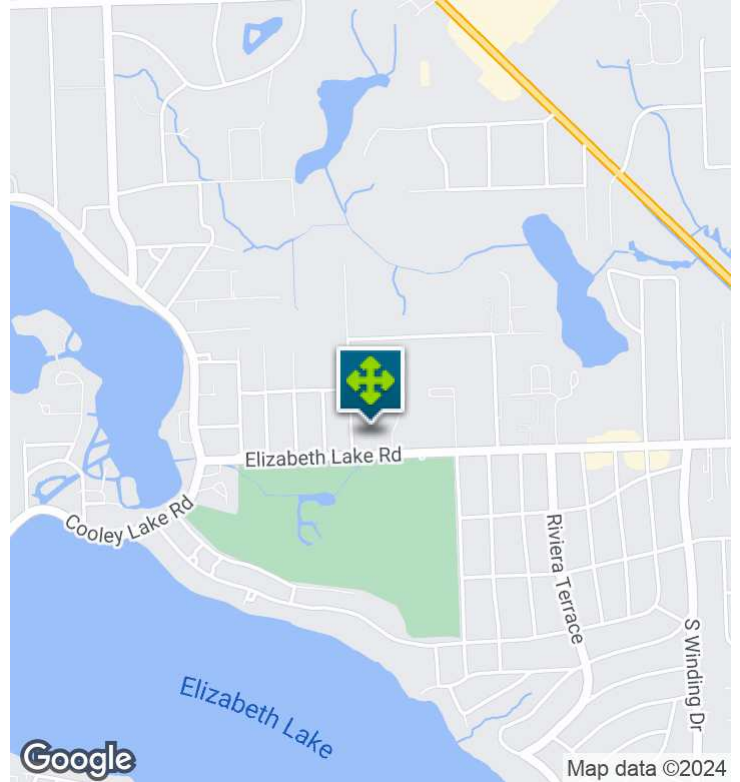 Elizabeth Lake Rd
Cooley Lake Rd
Riviera Terrace
S Winding Dr
Elizabeth Lake
Google
Map data ©2024